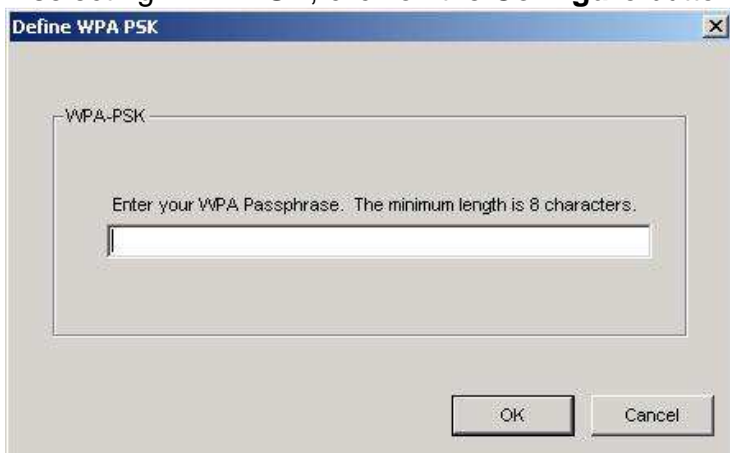 Define WPA PSK
WPA-PSK
Enter your WPA Passphrase. The minimum length is 8 characters.
OK Cancel